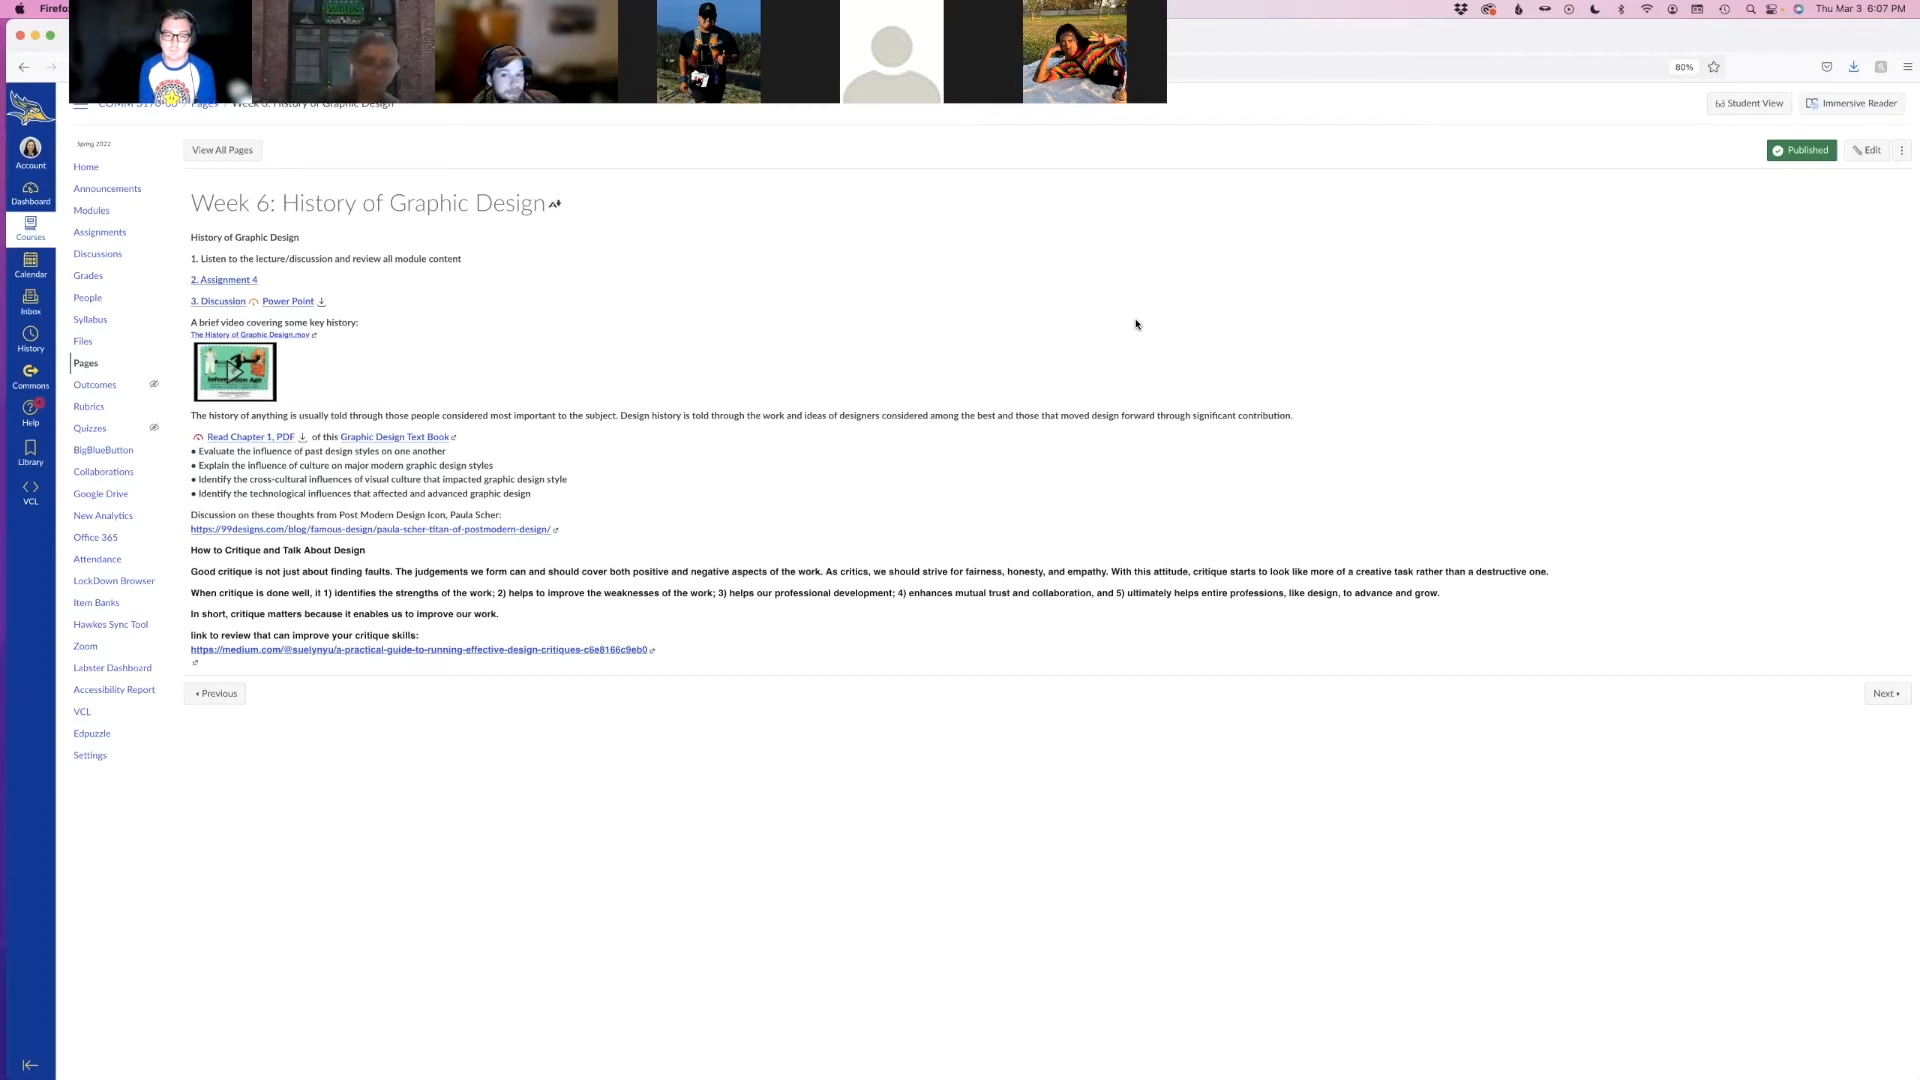 Firefo
Thu Mar 3 6:07 PM
80%
Week 6: History of Graphic Design
Student View
Immersive Reader
Account
Dashboard
Courses
Calendar
Inbox
History
Commons
Help
Library
VCL
Spring 2022
Home
Announcements
Modules
Assignments
Discussions
Grades
People
Syllabus
Files
Pages
Outcomes
Rubrics
Quizzes
BigBlueButton
Collaborations
Google Drive
New Analytics
Office 365
Attendance
LockDown Browser
Item Banks
Hawkes Sync Tool
Zoom
Labster Dashboard
Accessibility Report
VCL
Edpuzzle
Settings
View All Pages
Published
Edit
Week 6: History of Graphic Design
History of Graphic Design
1. Listen to the lecture/discussion and review all module content
2. Assignment 4
3. Discussion Power Point
A brief video covering some key history:
The History of Graphic Design.mov
Information Age
The history of anything is usually told through those people considered most important to the subject. Design history is told through the work and ideas of designers considered among the best and those that moved design forward through significant contribution.
Read Chapter 1, PDF of this Graphic Design Text Book
• Evaluate the influence of past design styles on one another
• Explain the influence of culture on major modern graphic design styles
• Identify the cross-cultural influences of visual culture that impacted graphic design style
• Identify the technological influences that affected and advanced graphic design
Discussion on these thoughts from Post Modern Design Icon, Paula Scher:
https://99designs.com/blog/famous-design/paula-scher-titan-of-postmodern-design/
How to Critique and Talk About Design
Good critique is not just about finding faults. The judgements we form can and should cover both positive and negative aspects of the work. As critics, we should strive for fairness, honesty, and empathy. With this attitude, critique starts to look like more of a creative task rather than a destructive one.
When critique is done well, it 1) identifies the strengths of the work; 2) helps to improve the weaknesses of the work; 3) helps our professional development; 4) enhances mutual trust and collaboration, and 5) ultimately helps entire professions, like design, to advance and grow.
In short, critique matters because it enables us to improve our work.
link to review that can improve your critique skills:
https://medium.com/@suelynyu/a-practical-guide-to-running-effective-design-critiques-c6e8166c9eb0
Previous
Next